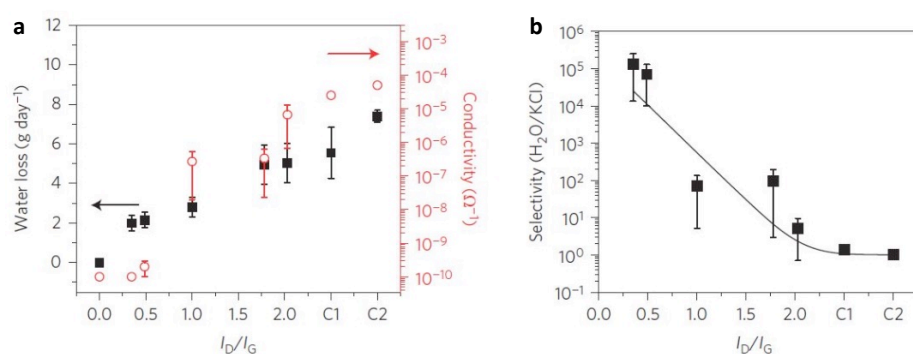 a
12
10
8
6
4
2
0
Water loss (g day⁻¹)
10⁻³
10⁻⁴
10⁻⁵
10⁻⁶
10⁻⁷
10⁻⁸
10⁻⁹
10⁻¹⁰
Conductivity (Ω⁻¹)
0.0 0.5 1.0 1.5 2.0 C1 C2
I_D/I_G
b
10⁶
10⁵
10⁴
10³
10²
10¹
10⁰
10⁻¹
Selectivity (H₂O/KCl)
0.0 0.5 1.0 1.5 2.0 C1 C2
I_D/I_G